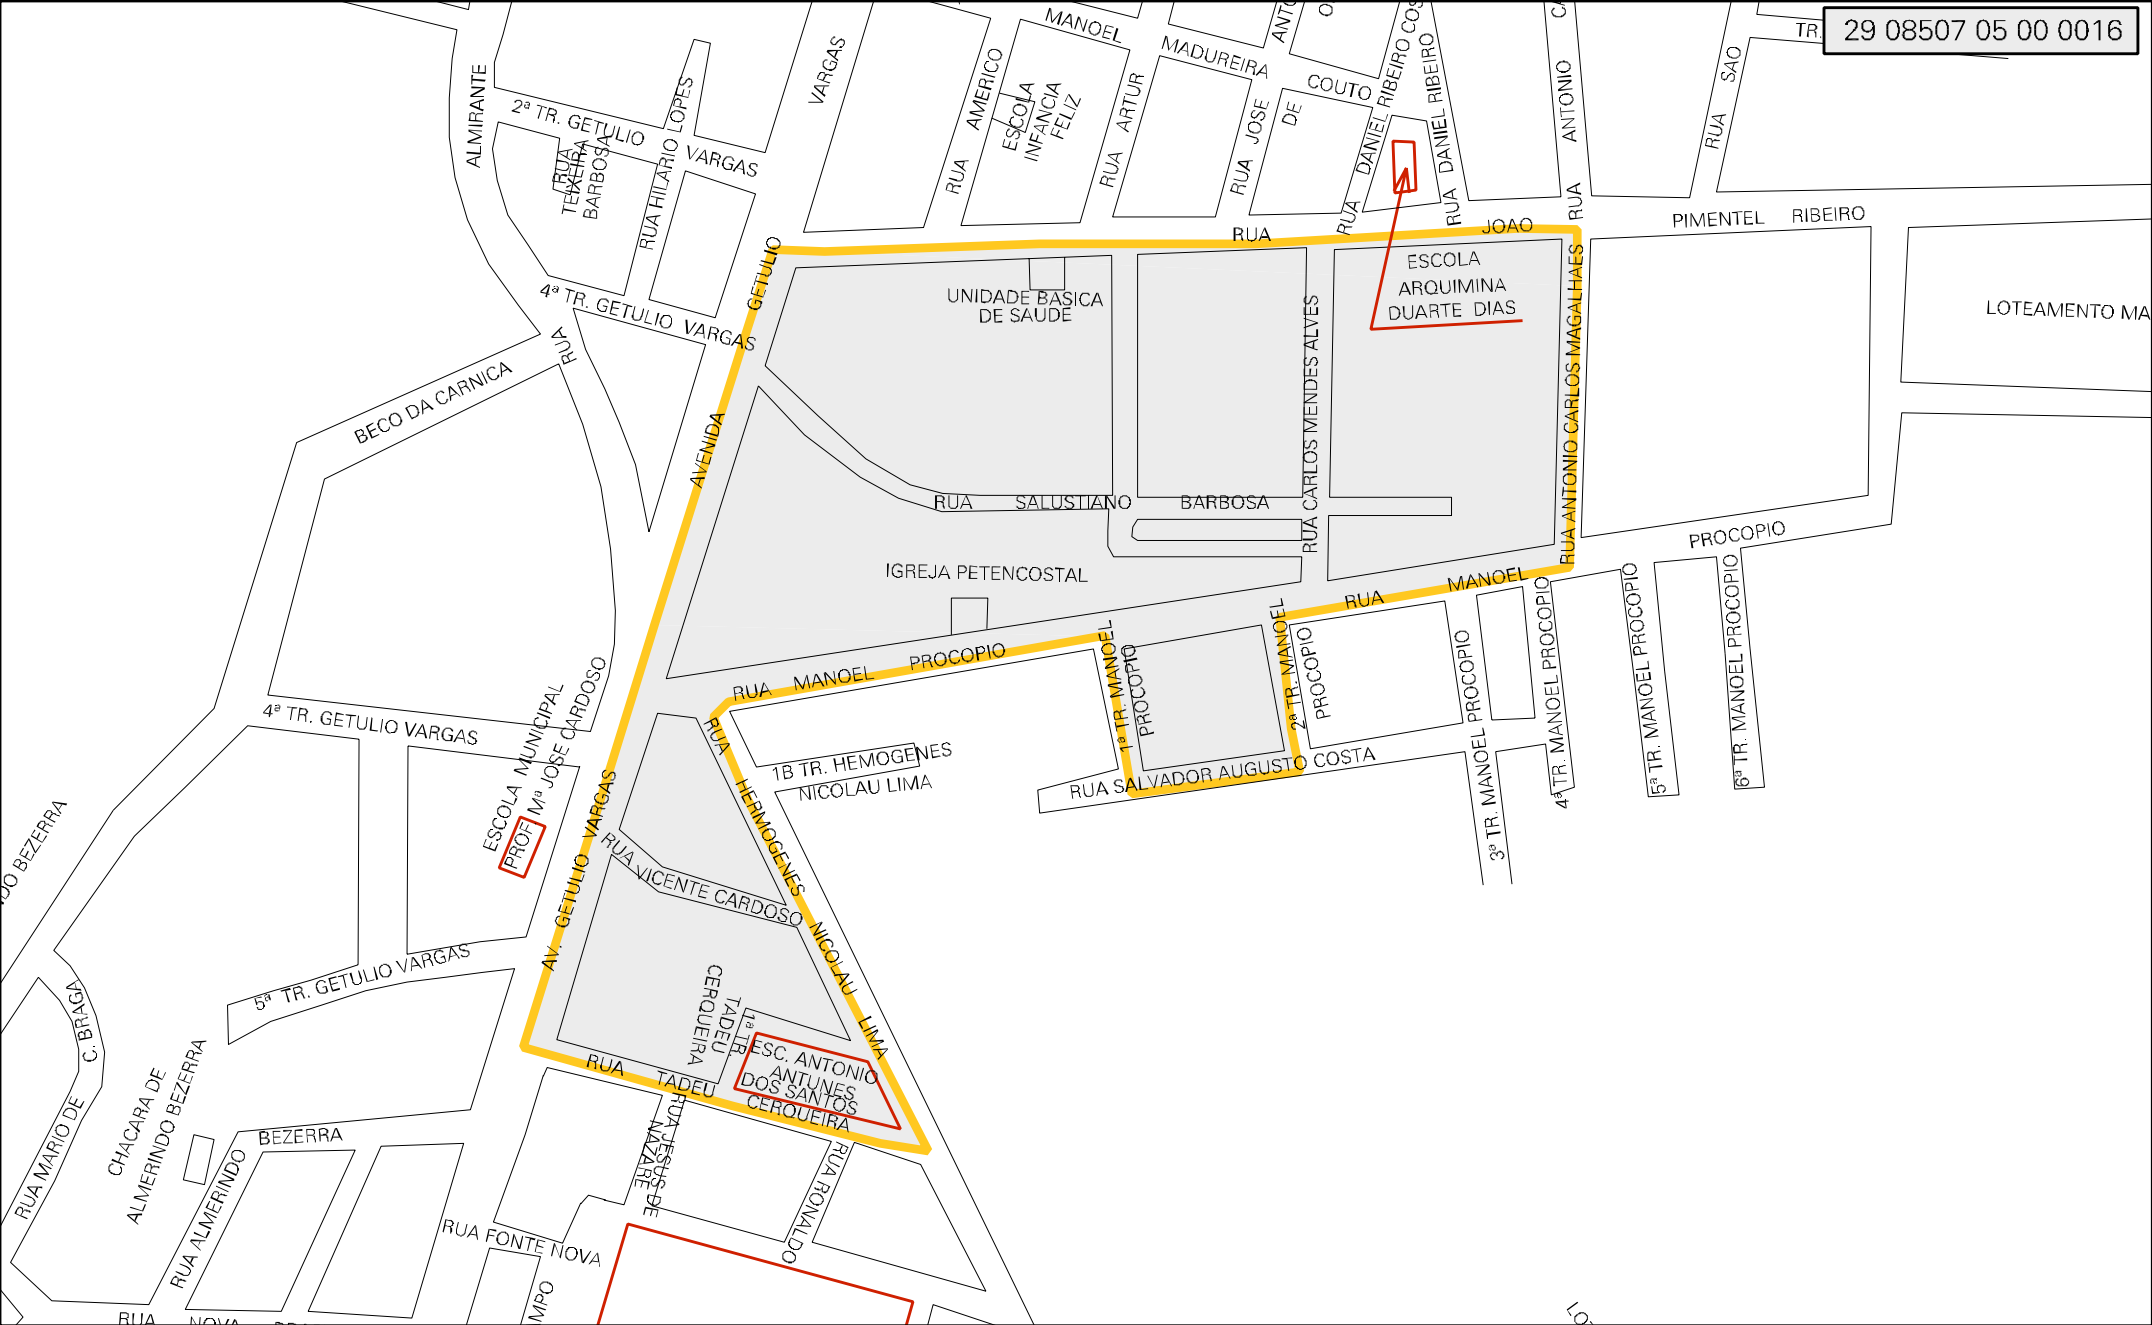 29 08507 05 00 0016
TR.
MANOEL
MADUREIRA
COUTO
DE
VARGAS
ALMIRANTE
2ª TR. GETULIO VARGAS
RUA HILARIO LOPES
RUA
TEIXEIRA
BARBOSA
RUA AMERICO
ESCOLA
INFANCIA
FELIZ
RUA ARTUR
RUA JOSE
RUA DANIEL RIBEIRO
RUA DANIEL RIBEIRO
RUA ANTONIO
RUA SAO
RUA JOAO PIMENTEL RIBEIRO
4ª TR. GETULIO VARGAS
RUA
BECO DA CARNICA
AVENIDA GETULIO
UNIDADE BASICA
DE SAUDE
ESCOLA
ARQUIMINA
DUARTE DIAS
LOTEAMENTO
RUA CARLOS MENDES ALVES
RUA ANTONIO CARLOS MAGALHAES
RUA SALUSTIANO BARBOSA
IGREJA PETENCOSTAL
RUA MANOEL PROCOPIO
RUA MANOEL PROCOPIO
1ª TR. MANOEL
PROCOPIO
2ª TR. MANOEL
PROCOPIO
3ª TR. MANOEL PROCOPIO
4ª TR. MANOEL PROCOPIO
5ª TR. MANOEL PROCOPIO
6ª TR. MANOEL PROCOPIO
RUA SALVADOR AUGUSTO COSTA
4ª TR. GETULIO VARGAS
ESCOLA MUNICIPAL
PROF. Mª JOSE CARDOSO
1B TR. HEMOGENES
NICOLAU LIMA
RUA HERMOGENES NICOLAU LIMA
AV. GETULIO VARGAS
RUA VICENTE CARDOSO
5ª TR. GETULIO VARGAS
BEZERRA
C. BRAGA
RUA MARIO DE
CHACARA DE
ALMERINDO BEZERRA
1ª TR.
TADEU
CERQUEIRA
ESC. ANTONIO
ANTUNES
DOS SANTOS
RUA TADEU CERQUEIRA
RUA JESUS DE
NAZARE
RUA RONALDO
RUA ALMERINDO BEZERRA
RUA FONTE NOVA
RUA NOVA